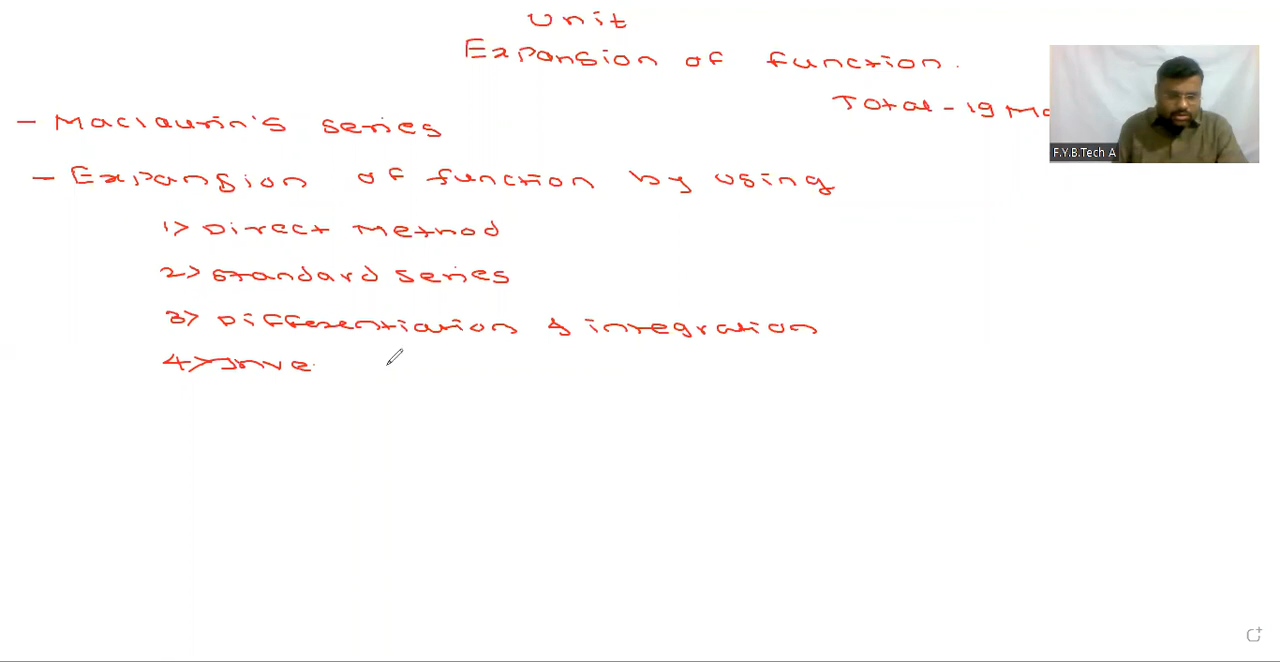 Unit
Expansion of function.
Total - 19
- Maclaurin's series
- Expansion of function by using
1> Direct Method
2> Standard series
3> Differentiation & integration
4> Inve
F.Y.B.Tech A